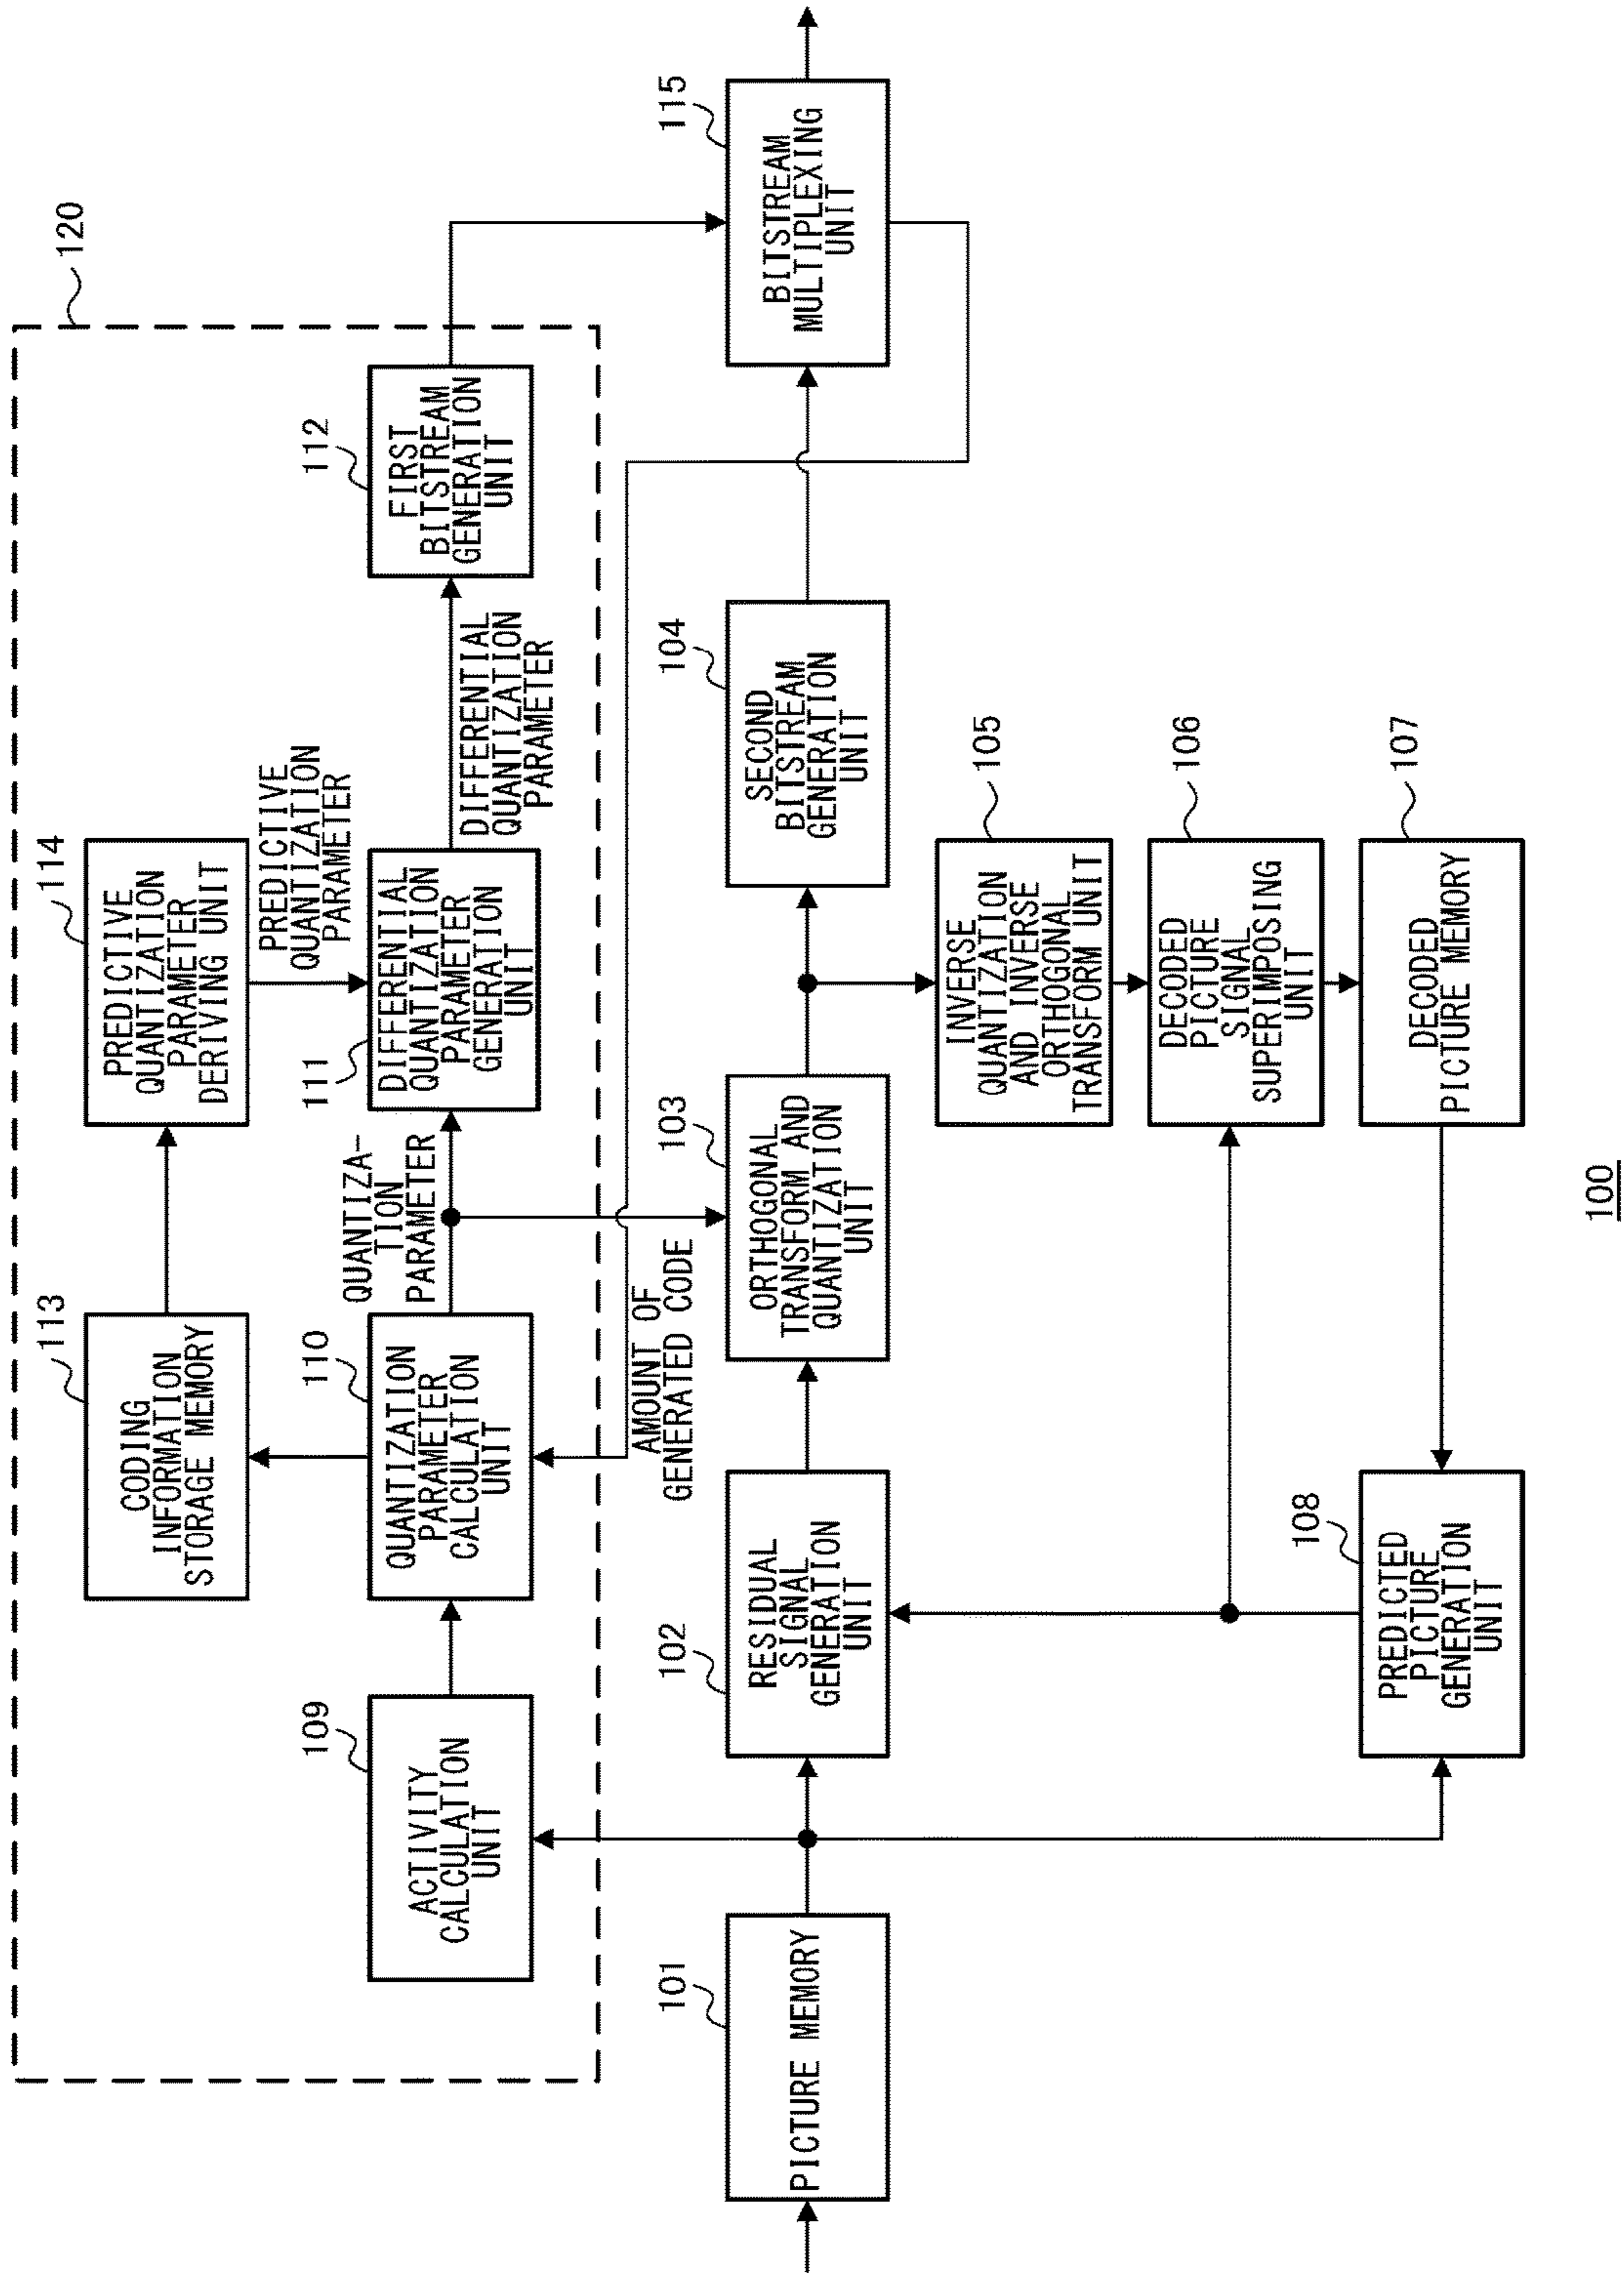 120
113
CODING
INFORMATION
STORAGE MEMORY
114
PREDICTIVE
QUANTIZATION
PARAMETER
DERIVING UNIT
PREDICTIVE
QUANTIZATION
PARAMETER
109
ACTIVITY
CALCULATION
UNIT
110
QUANTIZATION
PARAMETER
CALCULATION
UNIT
QUANTIZA-
TION
PARAMETER
111
DIFFERENTIAL
QUANTIZATION
PARAMETER
GENERATION
UNIT
DIFFERENTIAL
QUANTIZATION
PARAMETER
112
FIRST
BITSTREAM
GENERATION
UNIT
AMOUNT OF
GENERATED CODE
101
PICTURE MEMORY
102
RESIDUAL
SIGNAL
GENERATION
UNIT
103
ORTHOGONAL
TRANSFORM AND
QUANTIZATION
UNIT
104
SECOND
BITSTREAM
GENERATION
UNIT
115
BITSTREAM
MULTIPLEXING
UNIT
105
INVERSE
QUANTIZATION
AND INVERSE
ORTHOGONAL
TRANSFORM UNIT
106
DECODED
PICTURE
SIGNAL
SUPERIMPOSING
UNIT
107
DECODED
PICTURE MEMORY
108
PREDICTED
PICTURE
GENERATION
UNIT
100